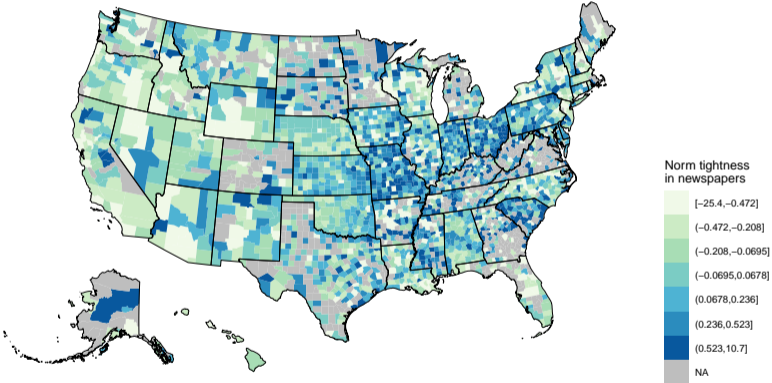 Norm tightness
in newspapers
[−25.4,−0.472]
(−0.472,−0.208]
(−0.208,−0.0695]
(−0.0695,0.0678]
(0.0678,0.236]
(0.236,0.523]
(0.523,10.7]
NA